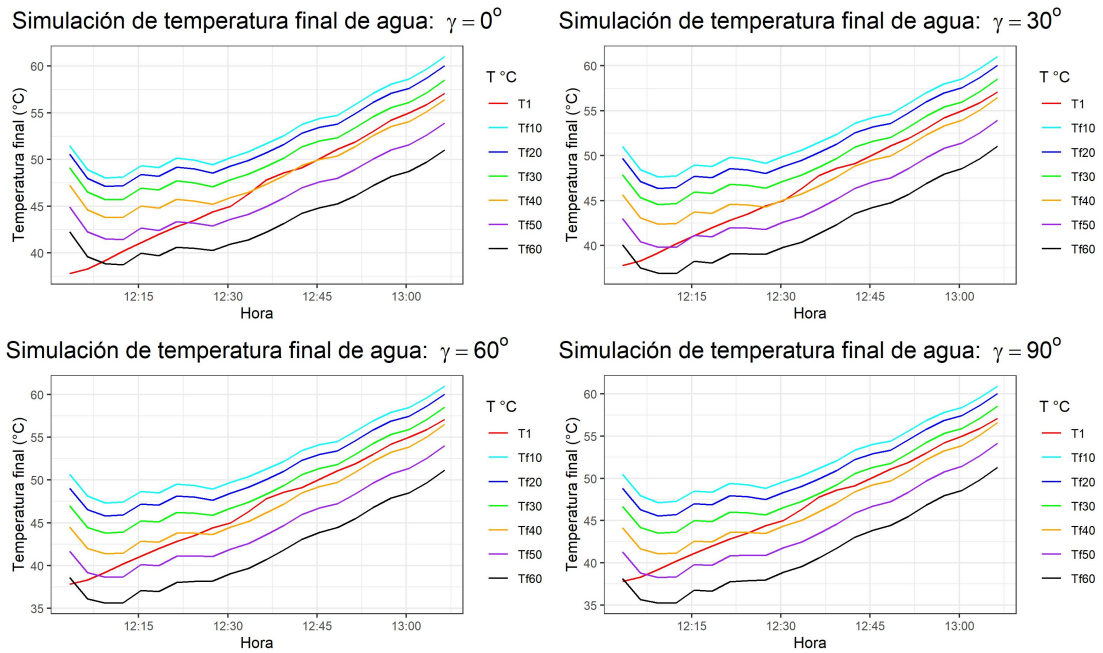 Simulación de temperatura final de agua: γ = 0°
Temperatura final (°C)
60
55
50
45
40
12:15
12:30
12:45
13:00
Hora
T °C
T1
Tf10
Tf20
Tf30
Tf40
Tf50
Tf60
Simulación de temperatura final de agua: γ = 30°
Temperatura final (°C)
60
55
50
45
40
12:15
12:30
12:45
13:00
Hora
T °C
T1
Tf10
Tf20
Tf30
Tf40
Tf50
Tf60
Simulación de temperatura final de agua: γ = 60°
Temperatura final (°C)
60
55
50
45
40
35
12:15
12:30
12:45
13:00
Hora
T °C
T1
Tf10
Tf20
Tf30
Tf40
Tf50
Tf60
Simulación de temperatura final de agua: γ = 90°
Temperatura final (°C)
60
55
50
45
40
35
12:15
12:30
12:45
13:00
Hora
T °C
T1
Tf10
Tf20
Tf30
Tf40
Tf50
Tf60